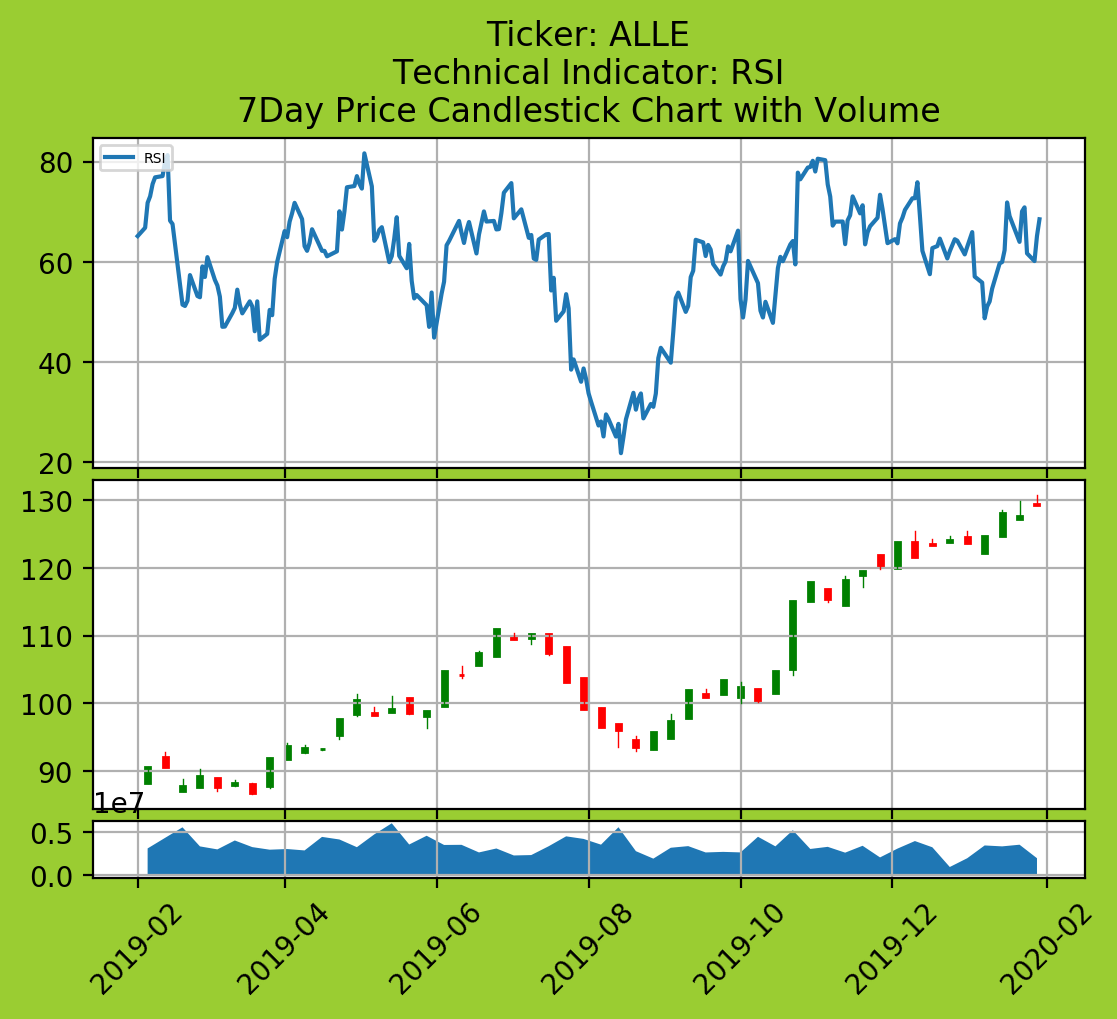 Ticker: ALLE
Technical Indicator: RSI
7Day Price Candlestick Chart with Volume
RSI
80
60
40
20
130
120
110
100
90
1e7
0.5
0.0
2019-02 2019-04 2019-06 2019-08 2019-10 2019-12 2020-02